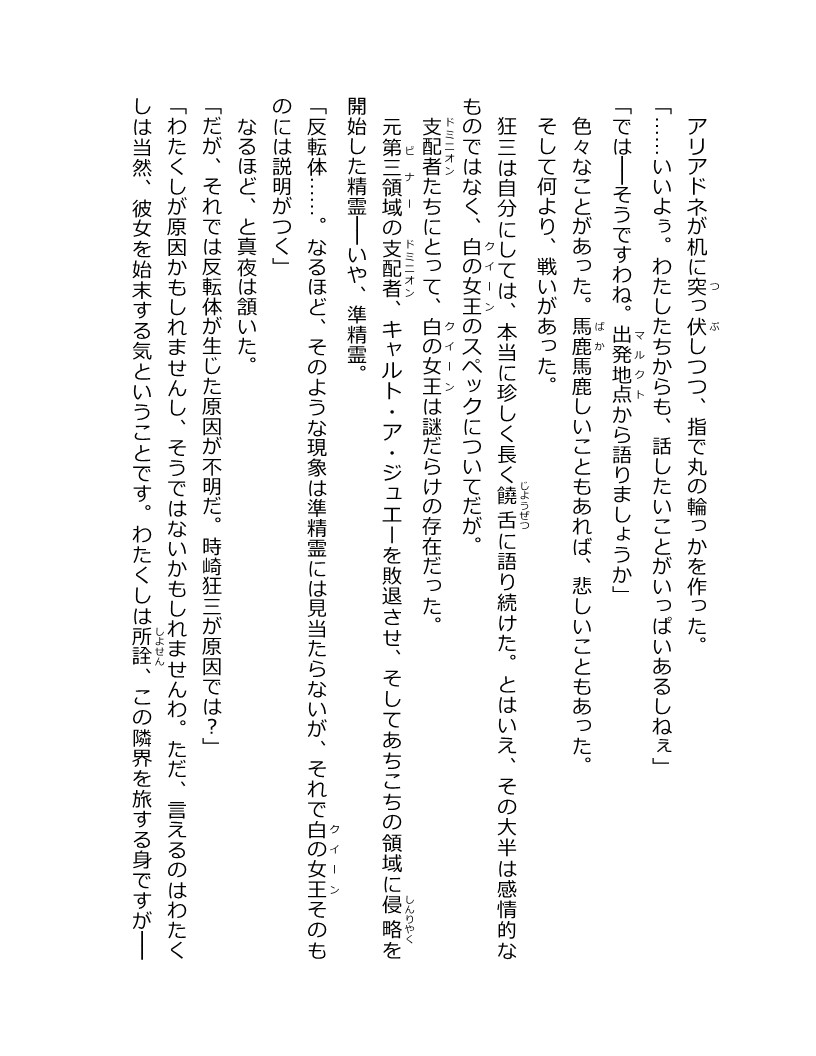 アリアドネが机に突っ伏しつつ、指で丸の輪っかを作った。
「……いいよぅ。わたしたちからも、話したいことがいっぱいあるしねぇ」
「では──そうですわね。出発地点から語りましょうか」
色々なことがあった。馬鹿馬鹿しいこともあれば、悲しいこともあった。
そして何より、戦いがあった。
狂三は自分にしては、本当に珍しく長く饒舌に語り続けた。とはいえ、その大半は感情的な
ものではなく、白の女王のスペックについてだが。
支配者たちにとって、白の女王は謎だらけの存在だった。
元第三領域の支配者、キャルト・ア・ジュエーを敗退させ、そしてあちこちの領域に侵略を
開始した精霊──いや、準精霊。
「反転体……。なるほど、そのような現象は準精霊には見当たらないが、それで白の女王そのも
のには説明がつく」
なるほど、と真夜は頷いた。
「だが、それでは反転体が生じた原因が不明だ。時崎狂三が原因では？」
「わたくしが原因かもしれませんし、そうではないかもしれませんわ。ただ、言えるのはわたく
しは当然、彼女を始末する気ということです。わたくしは所詮、この隣界を旅する身ですが──